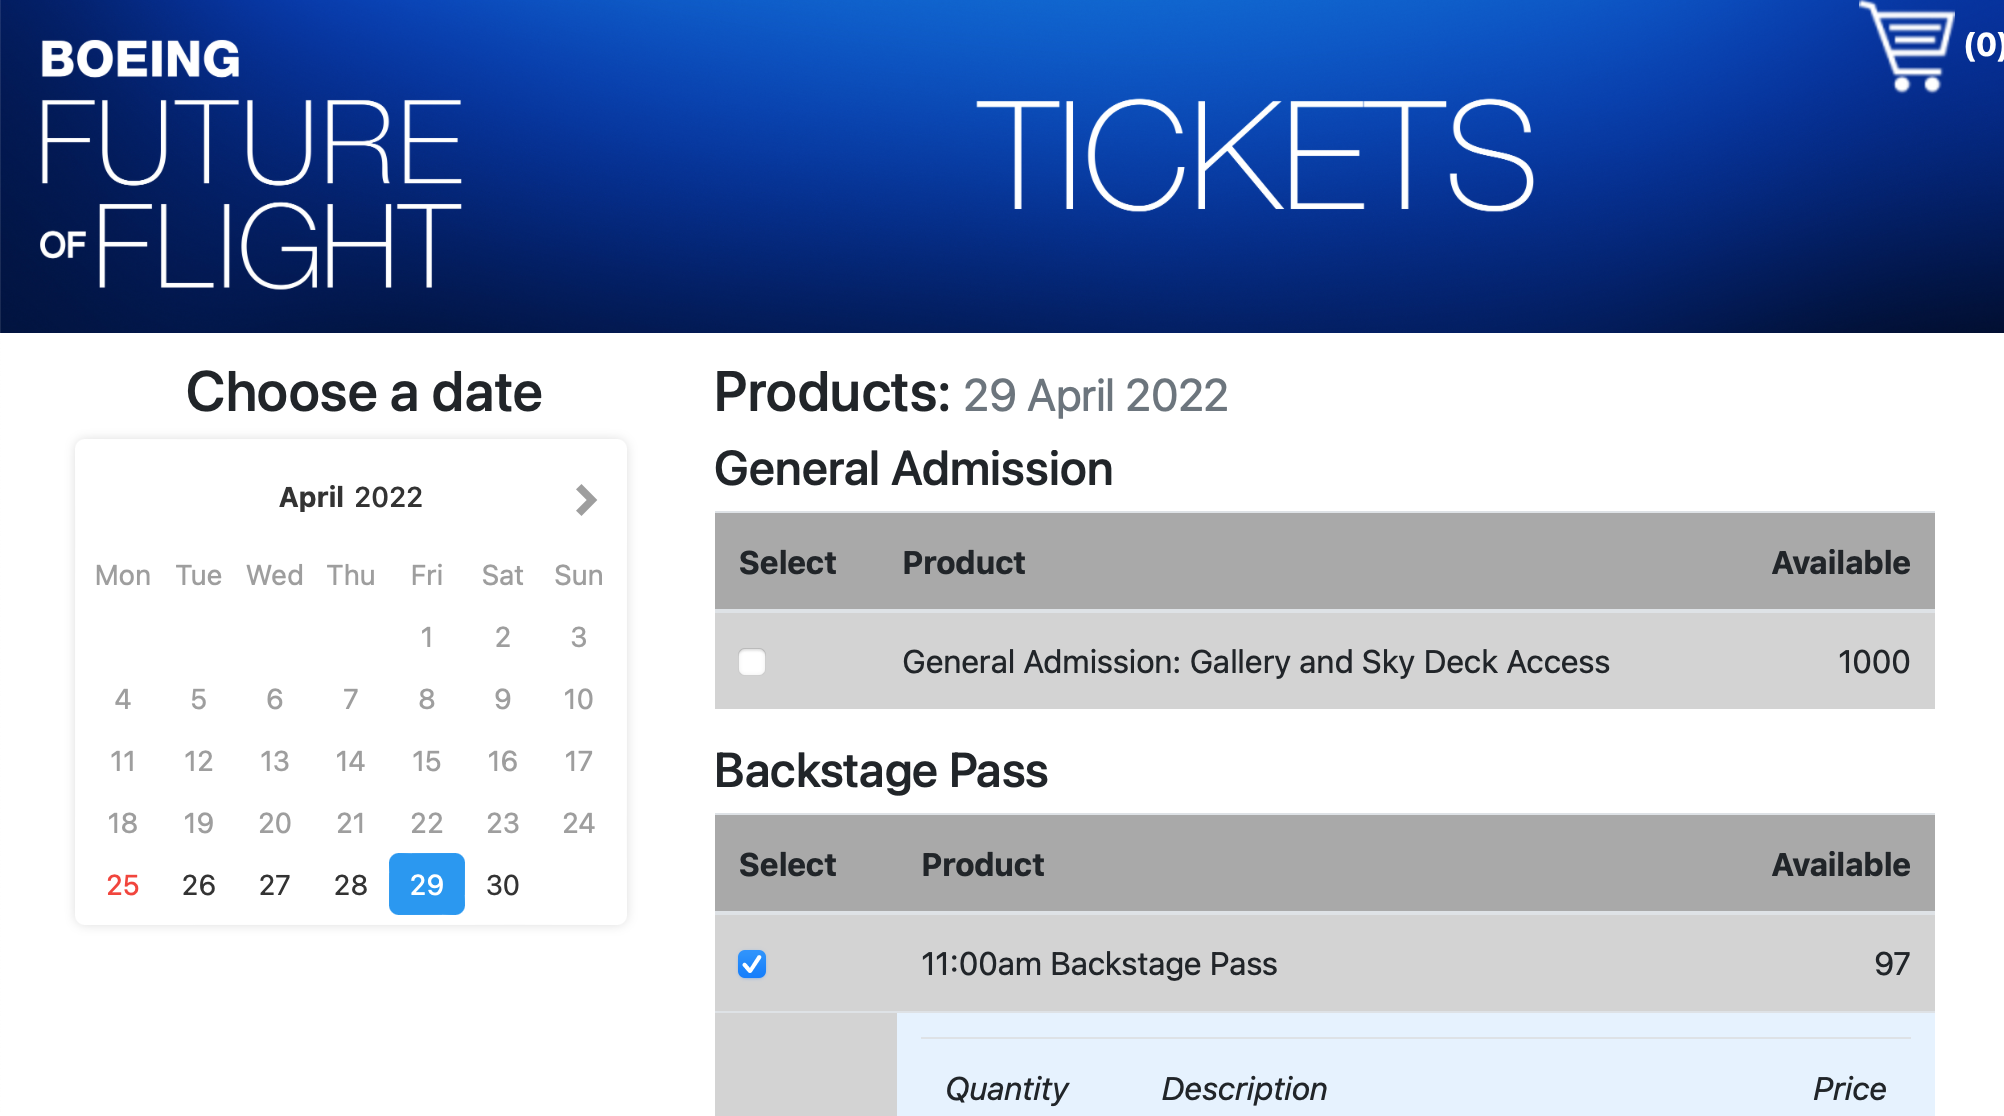 BOEING
FUTURE
OF FLIGHT
TICKETS
(0)
Choose a date
April 2022
Mon Tue Wed Thu Fri Sat Sun
1 2 3
4 5 6 7 8 9 10
11 12 13 14 15 16 17
18 19 20 21 22 23 24
25 26 27 28 29 30
Products: 29 April 2022
General Admission
Select Product Available
General Admission: Gallery and Sky Deck Access 1000
Backstage Pass
Select Product Available
11:00am Backstage Pass 97
Quantity Description Price